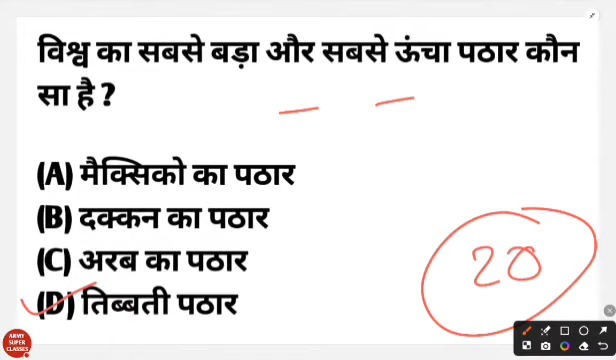 विश्व का सबसे बड़ा और सबसे ऊंचा पठार कौन
सा है ?
(A) मैक्सिको का पठार
(B) दक्कन का पठार
(C) अरब का पठार
(D) तिब्बती पठार
20
ARMY
SUPER
CLASSES